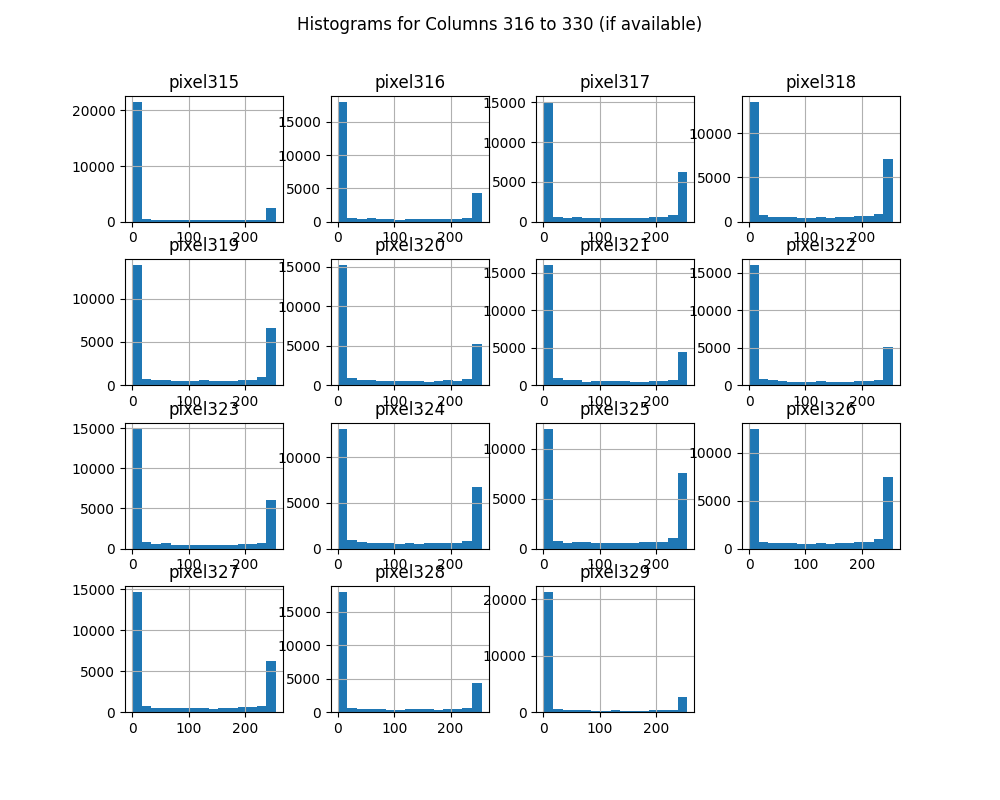 Histograms for Columns 316 to 330 (if available)
pixel315 pixel316 pixel317 pixel318
20000
10000
0
0 100 200
15000
10000
5000
0
0 100 200
15000
10000
5000
0
0 100 200
10000
5000
0
0 100 200
pixel319 pixel320 pixel321 pixel322
10000
5000
0
0 100 200
15000
10000
5000
0
0 100 200
15000
10000
5000
0
0 100 200
15000
10000
5000
0
0 100 200
pixel323 pixel324 pixel325 pixel326
15000
10000
5000
0
0 100 200
10000
5000
0
0 100 200
10000
5000
0
0 100 200
10000
5000
0
0 100 200
pixel327 pixel328 pixel329
15000
10000
5000
0
0 100 200
15000
10000
5000
0
0 100 200
20000
10000
0
0 100 200